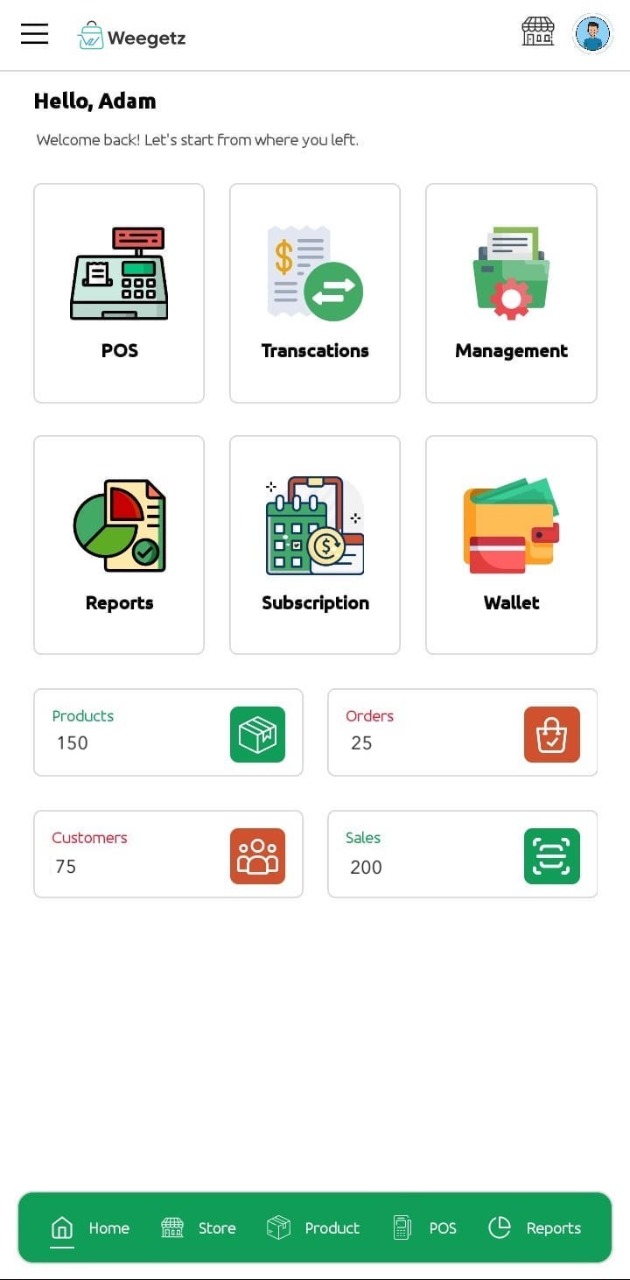 Weegetz
Hello, Adam
Welcome back! Let's start from where you left.
POS
Transcations
Management
Reports
Subscription
Wallet
Products
150
Orders
25
Customers
75
Sales
200
Home
Store
Product
POS
Reports